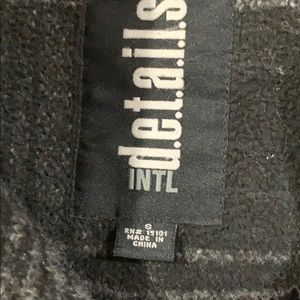 d.e.t.a.i.l.s
INTL
S
RN# 15101
MADE IN
CHINA